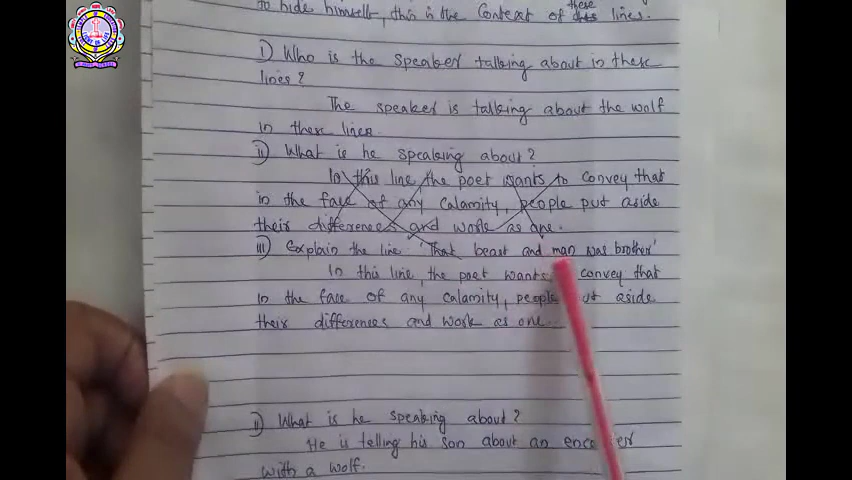 to hide himself, this is the Context of these lines.
i) Who is the speaker talking about in these
lines?
The speaker is talking about the wolf
in these lines.
ii) What is he speaking about?
In this line the poet wants to convey that
in the face of any calamity, people put aside
their differences and work as one.
iii) Explain the line 'That beast and man was brother'
In this line, the poet wants convey that
in the face of any calamity, people put aside
their differences and work as one.
ii) What is he speaking about?
He is telling his son about an
with a wolf.